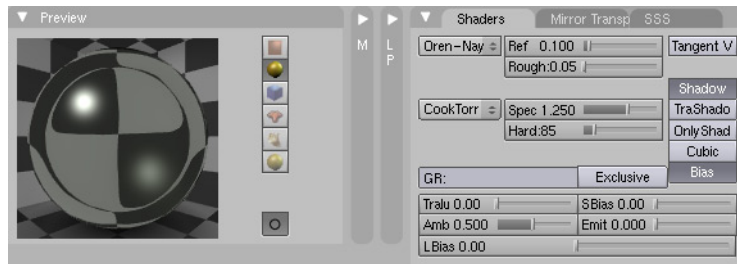 Preview
M
L
P
Shaders Mirror Transp SSS
Oren-Nay Ref 0.100 Tangent V
Rough:0.05
Shadow
CookTorr Spec 1.250 TraShado
Hard:85 OnlyShad
Cubic
GR: Exclusive Bias
Tralu 0.00 SBias 0.00
Amb 0.500 Emit 0.000
LBias 0.00